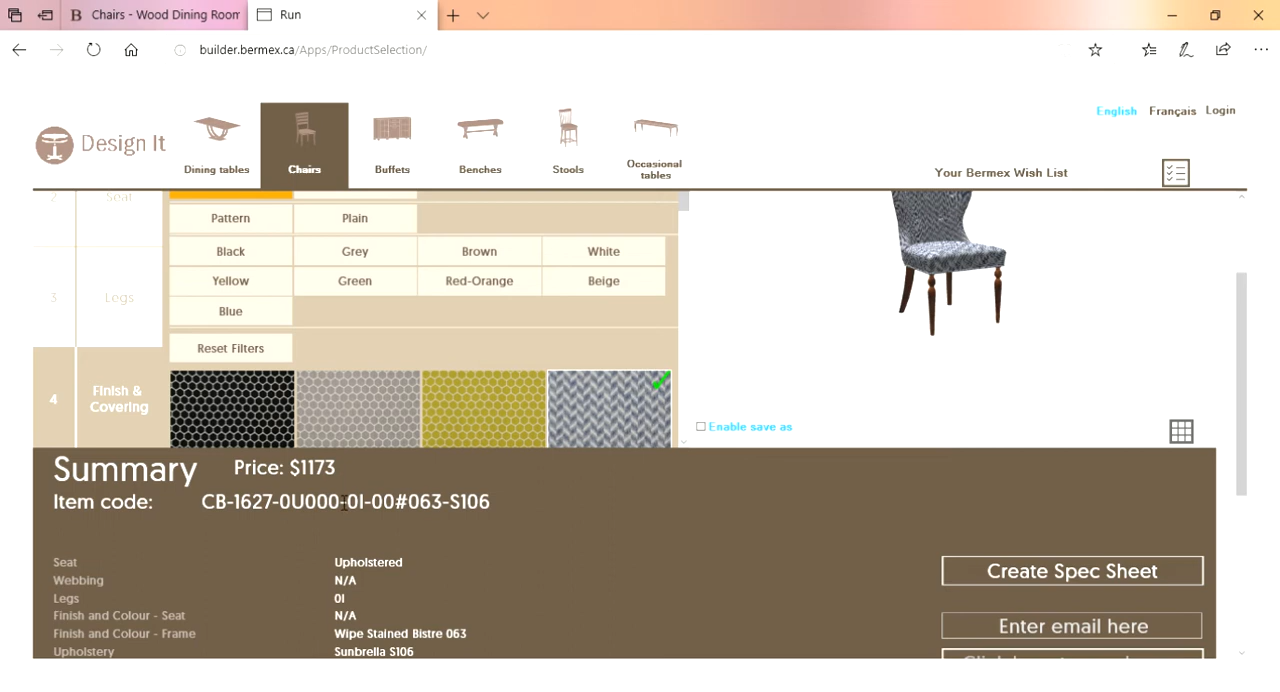 B Chairs - Wood Dining Room
Run
builder.bermex.ca/Apps/ProductSelection/
English Français Login
Design It
Dining tables
Chairs
Buffets
Benches
Stools
Occasional
tables
Your Bermex Wish List
2 Seat
Pattern Plain
Black Grey Brown White
Yellow Green Red-Orange Beige
Blue
3 Legs
Reset Filters
4 Finish &
Covering
Enable save as
Summary Price: $1173
Item code: CB-1627-0U000-0I-00#063-S106
Seat Upholstered
Webbing N/A
Legs 0I
Finish and Colour - Seat N/A
Finish and Colour - Frame Wipe Stained Bistre 063
Upholstery Sunbrella S106
Create Spec Sheet
Enter email here